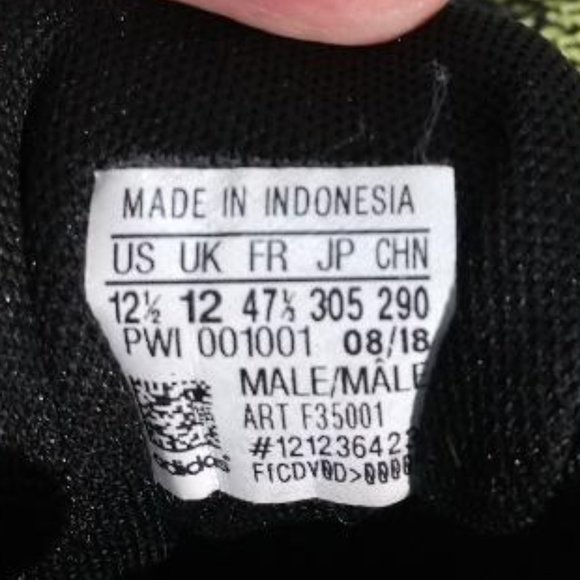 MADE IN INDONESIA
US UK FR JP CHN
12½ 12 47⅓ 305 290
PWI 001001 08/18
MALE/MÂLE
ART F35001
adidas